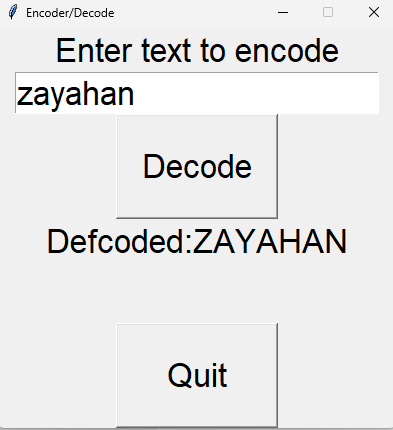 Encoder/Decode
Enter text to encode
zayahan
Decode
Defcoded:ZAYAHAN
Quit